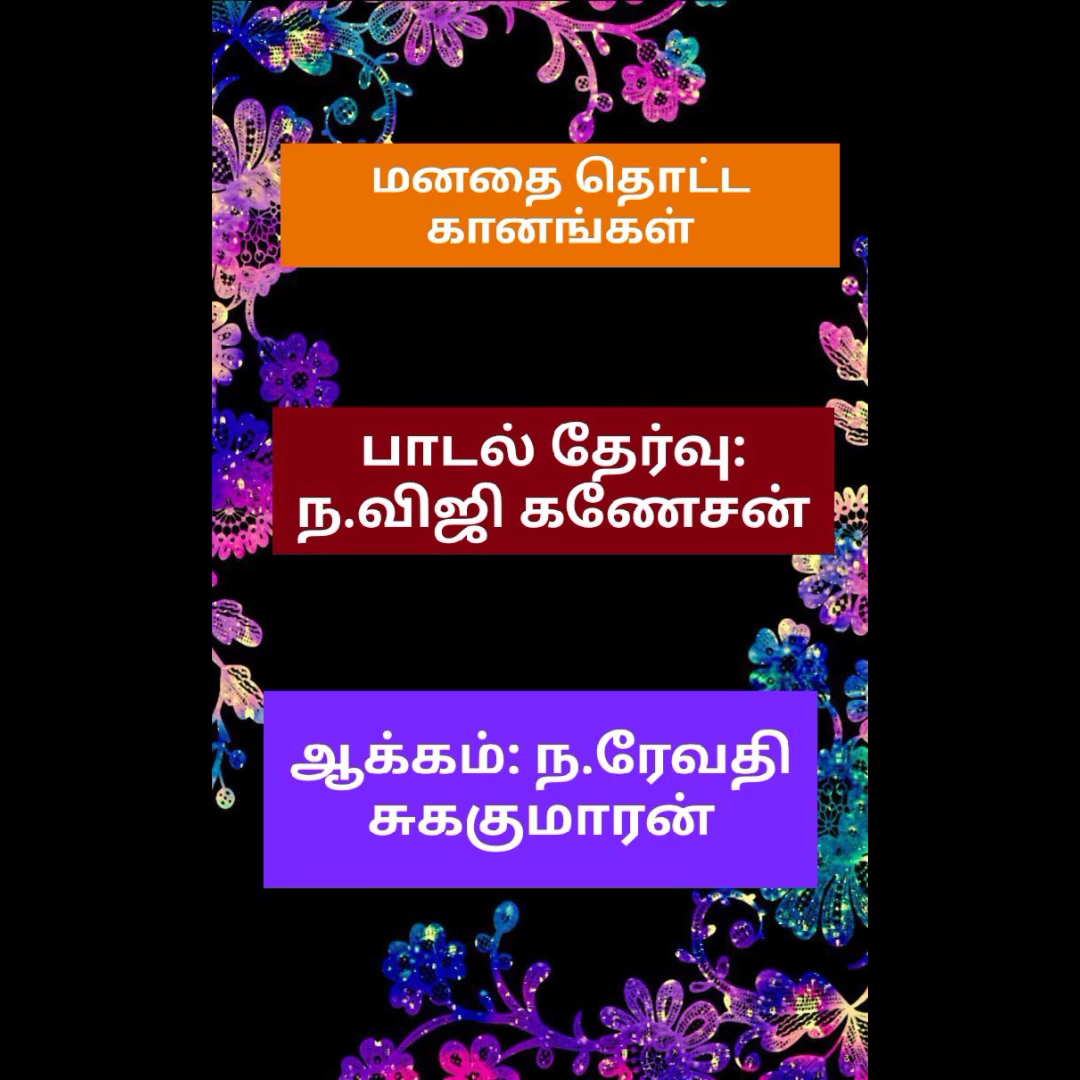 மனதை தொட்ட
கானங்கள்
பாடல் தேர்வு:
ந.விஜி கணேசன்
ஆக்கம்: ந.ரேவதி
சுககுமாரன்